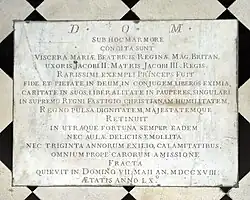 D. O. M.
SUB HOC MARMORE
CONDITA SUNT
VISCERA MARIÆ BEATRICIS REGINÆ MAG. BRITAN.
UXORIS JACOBI II. MATRIS JACOBI III. REGIS.
RARISSIMI EXEMPLI PRINCEPS FUIT
FIDE ET PIETATE IN DEUM, IN CONJUGEM LIBEROS EXIMIA,
CARITATE IN SUOS, LIBERALITATE IN PAUPERES, SINGULARI.
IN SUPREMO REGNI FASTIGIO CHRISTIANAM HUMILITATEM,
REGNO PULSA DIGNITATEM, MAJESTATEMQUE
RETINUIT
IN UTRAQUE FORTUNA SEMPER EADEM
NEC AULÆ DELICIIS EMOLLITA
NEC TRIGINTA ANNORUM EXILIO, CALAMITATIBUS,
OMNIUM PROPE CARORUM AMISSIONE
FRACTA
QUIEVIT IN DOMINO VII. MAII AN. MDCCXVIII.
ÆTATIS ANNO LX.